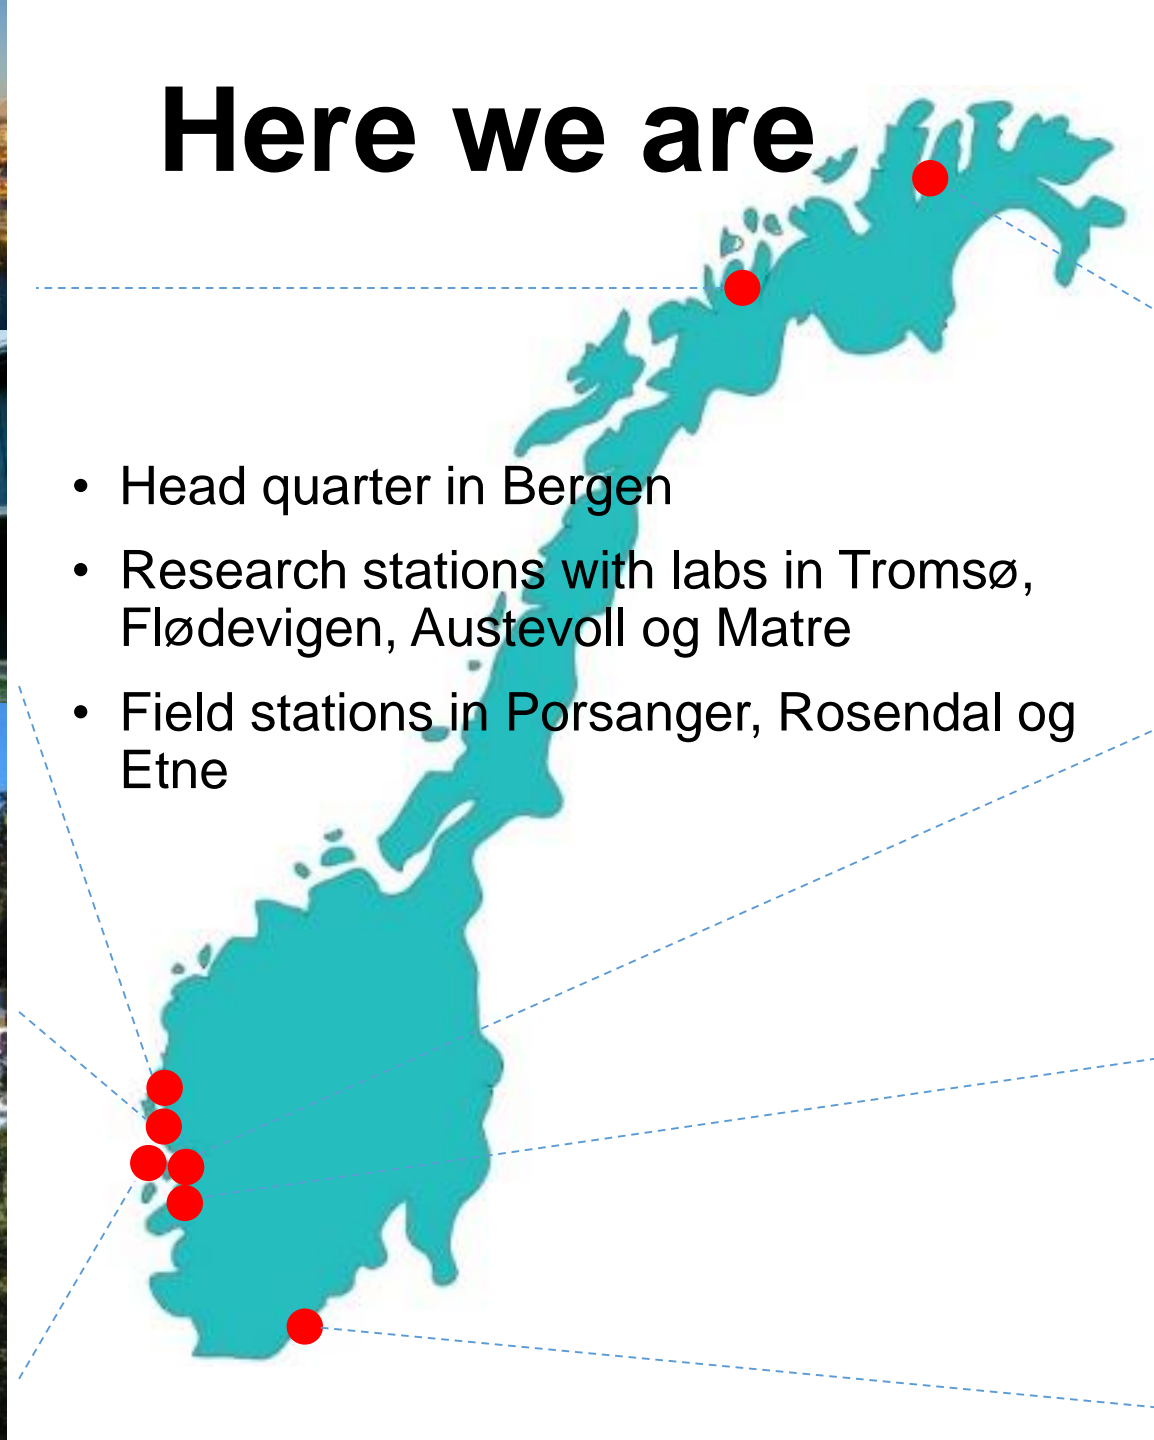 Here we are
• Head quarter in Bergen
• Research stations with labs in Tromsø,
Flødevigen, Austevoll og Matre
• Field stations in Porsanger, Rosendal og
Etne